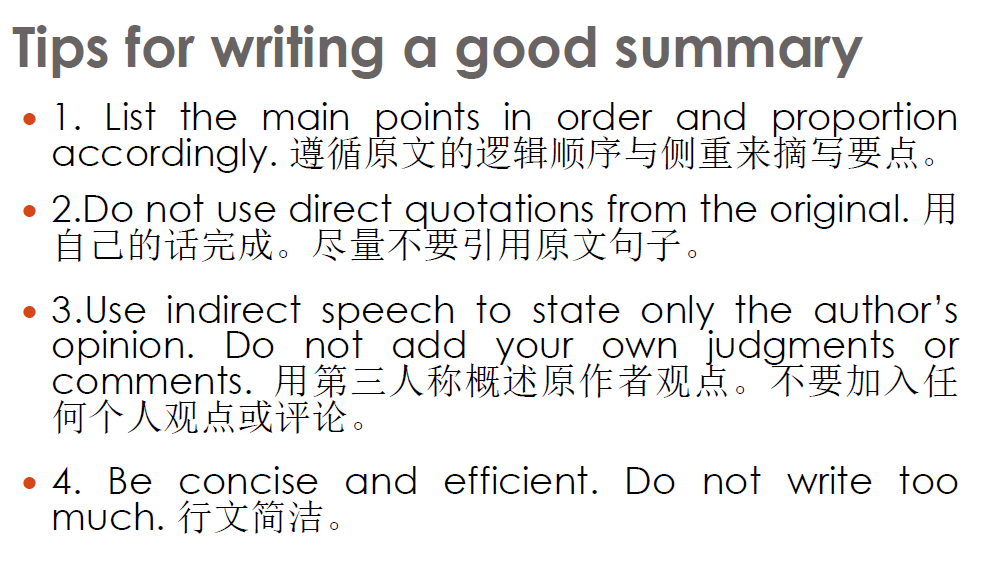 Tips for writing a good summary
• 1. List the main points in order and proportion
accordingly. 遵循原文的逻辑顺序与侧重来摘写要点。
• 2.Do not use direct quotations from the original. 用
自己的话完成。尽量不要引用原文句子。
• 3.Use indirect speech to state only the author’s
opinion. Do not add your own judgments or
comments. 用第三人称概述原作者观点。不要加入任
何个人观点或评论。
• 4. Be concise and efficient. Do not write too
much. 行文简洁。